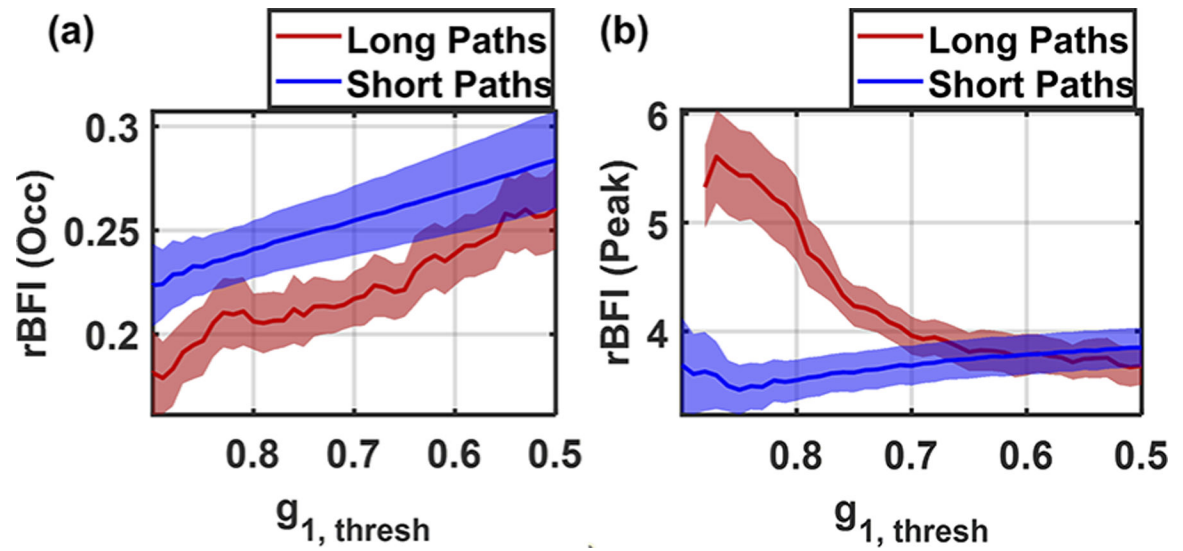 (a)
Long Paths
Short Paths
rBFI (Occ)
0.3
0.25
0.2
0.8 0.7 0.6 0.5
g1, thresh
(b)
Long Paths
Short Paths
rBFI (Peak)
6
5
4
0.8 0.7 0.6 0.5
g1, thresh